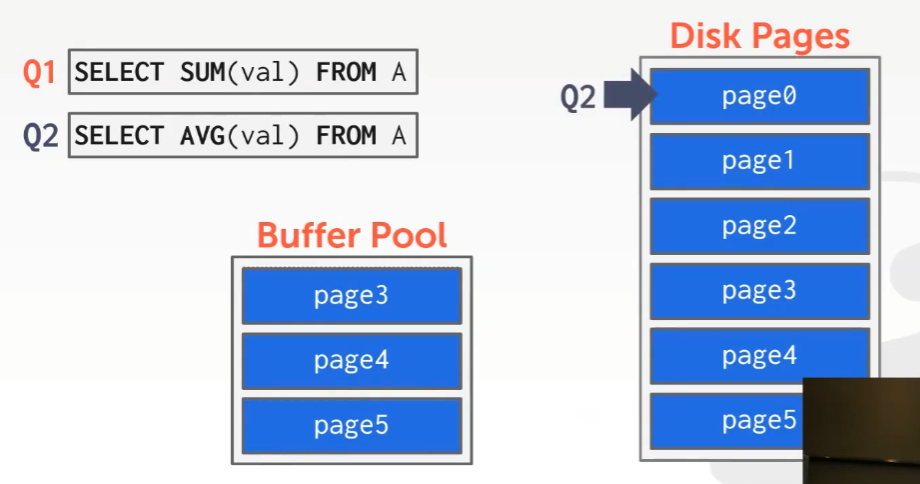 Q1 SELECT SUM(val) FROM A
Q2 SELECT AVG(val) FROM A
Buffer Pool
page3
page4
page5
Disk Pages
Q2
page0
page1
page2
page3
page4
page5